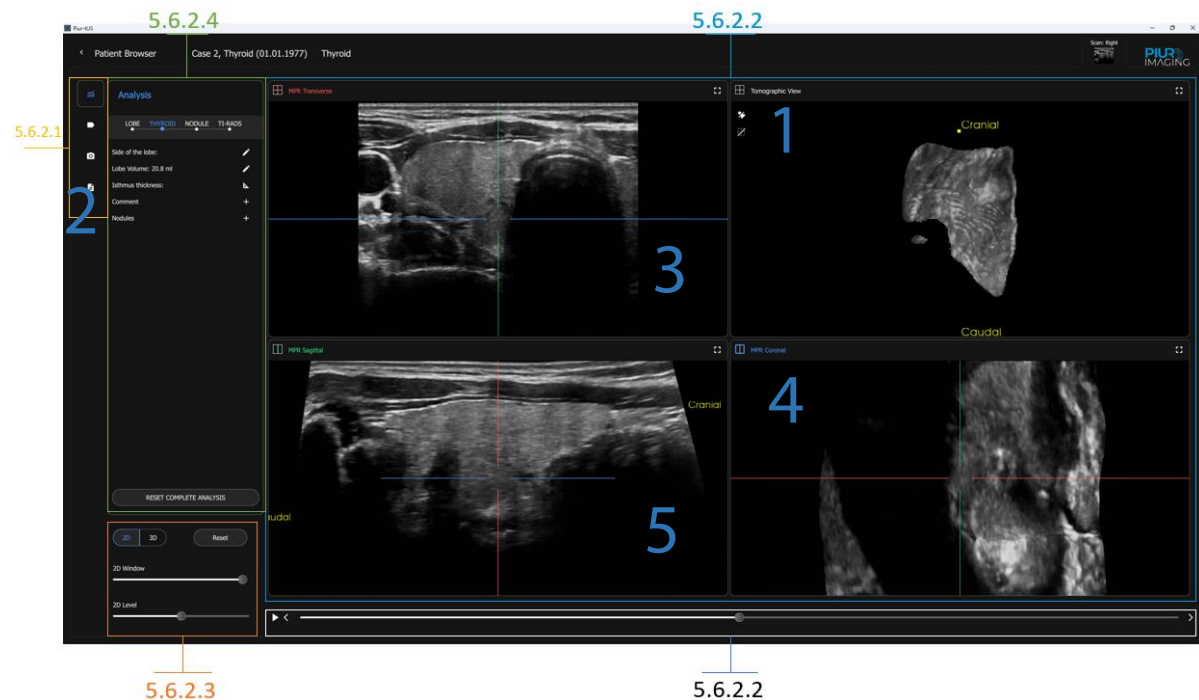 5.6.2.4
5.6.2.2
Piur-tUS
Patient Browser
Case 2, Thyroid (01.01.1977)
Thyroid
Scan: Right
PIUR
IMAGING
5.6.2.1
Analysis
LOBE THYROID NODULE TI-RADS
Side of the lobe:
Lobe Volume: 20.8 ml
Isthmus thickness:
Comment
Nodules
RESET COMPLETE ANALYSIS
2
MPR Transverse
3
Tomographic View
1
Cranial
Caudal
MPR Sagittal
Cranial
audal
5
MPR Coronal
4
2D 3D Reset
2D Window
2D Level
5.6.2.3
5.6.2.2